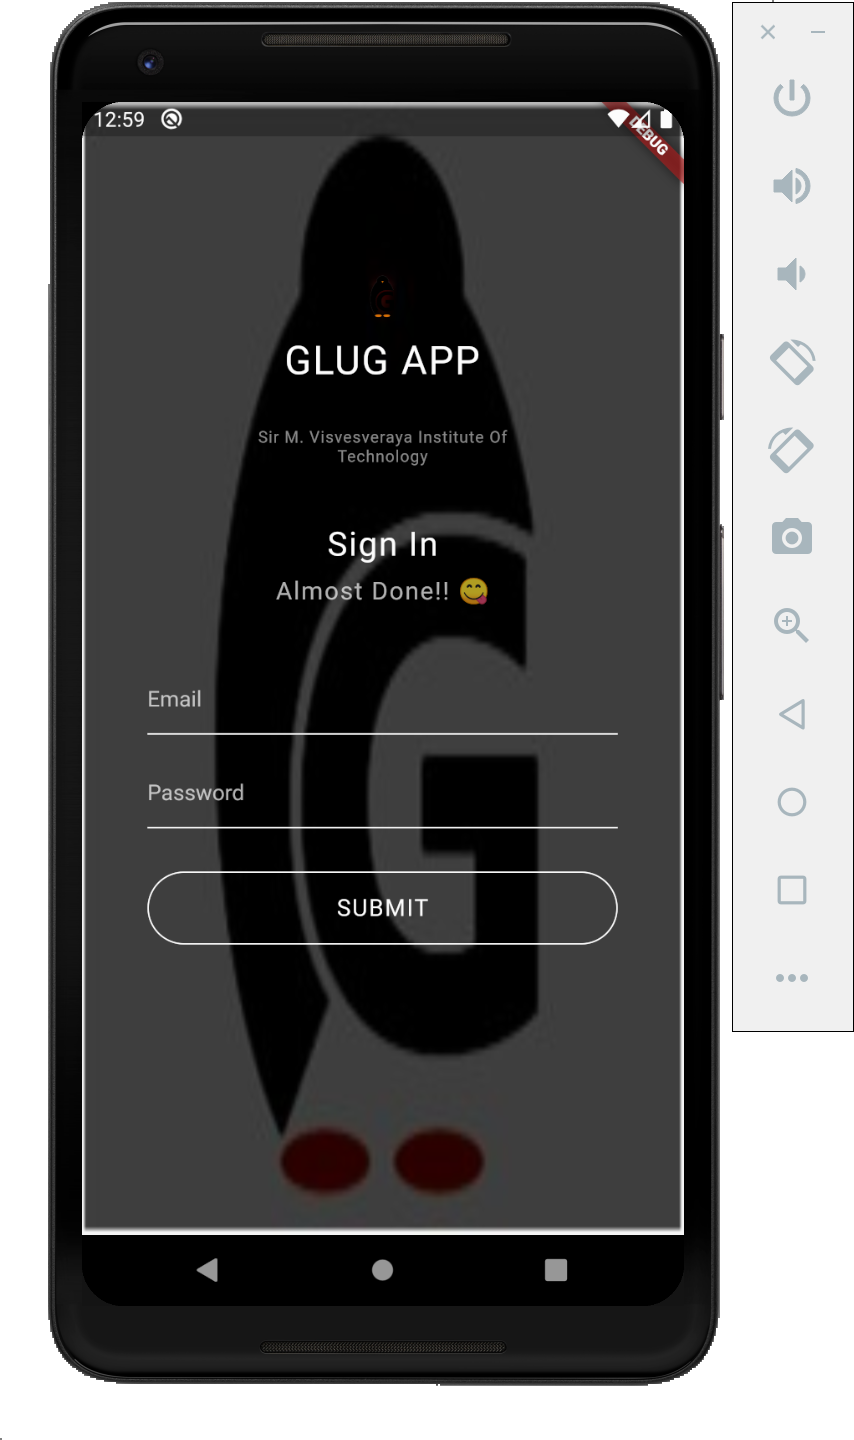 12:59
DEBUG
GLUG APP
Sir M. Visvesveraya Institute Of
Technology
Sign In
Almost Done!! 😋
Email
Password
SUBMIT
G